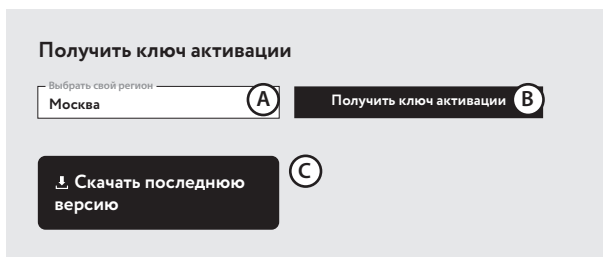 Получить ключ активации
Выбрать свой регион
Москва
A
Получить ключ активации
B
C
Скачать последнюю
версию